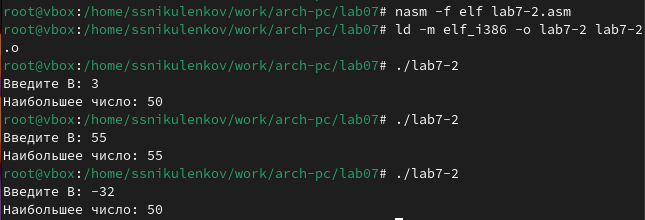 root@vbox:/home/ssnikulenkov/work/arch-pc/lab07# nasm -f elf lab7-2.asm
root@vbox:/home/ssnikulenkov/work/arch-pc/lab07# ld -m elf_i386 -o lab7-2 lab7-2
.o
root@vbox:/home/ssnikulenkov/work/arch-pc/lab07# ./lab7-2
Введите B: 3
Наибольшее число: 50
root@vbox:/home/ssnikulenkov/work/arch-pc/lab07# ./lab7-2
Введите B: 55
Наибольшее число: 55
root@vbox:/home/ssnikulenkov/work/arch-pc/lab07# ./lab7-2
Введите B: -32
Наибольшее число: 50